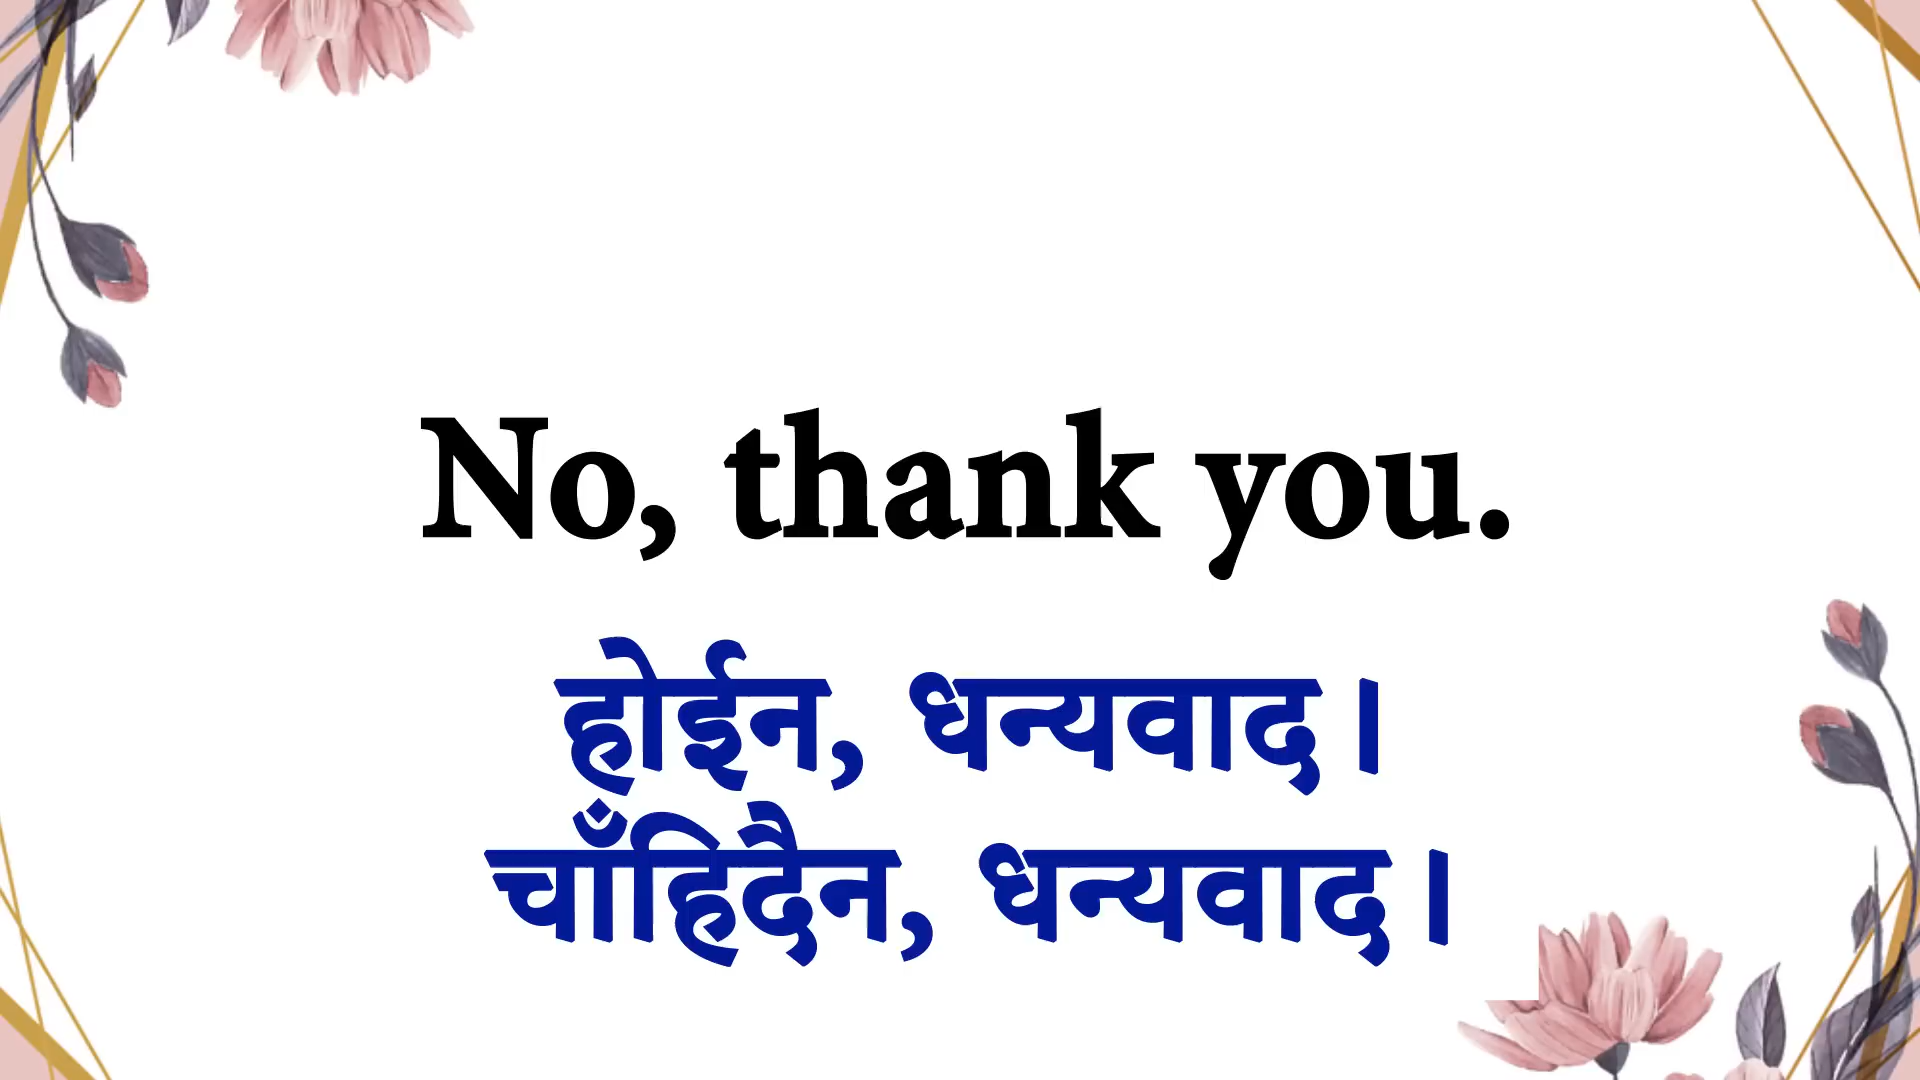 No, thank you.
होईन, धन्यवाद।
चाँहिदैन, धन्यवाद।